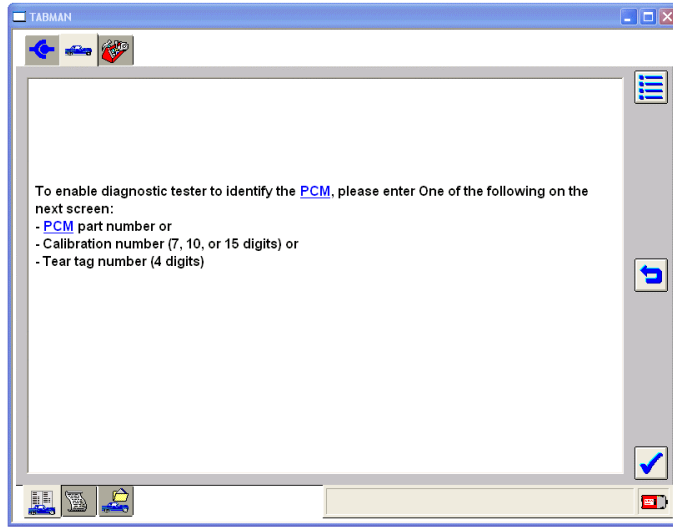 TABMAN
To enable diagnostic tester to identify the PCM, please enter One of the following on the
next screen:
- PCM part number or
- Calibration number (7, 10, or 15 digits) or
- Tear tag number (4 digits)